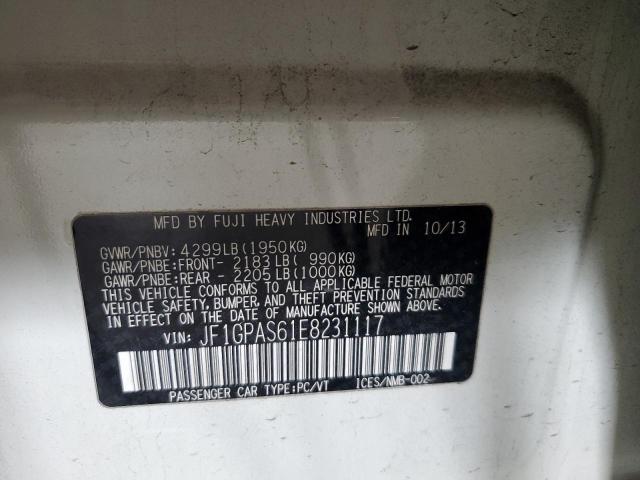 MFD BY FUJI HEAVY INDUSTRIES LTD.
MFD IN 10/13
GVWR/PNBV: 4299LB(1950KG)
GAWR/PNBE:FRONT- 2183LB( 990KG)
GAWR/PNBE:REAR - 2205LB(1000KG)
THIS VEHICLE CONFORMS TO ALL APPLICABLE FEDERAL MOTOR
VEHICLE SAFETY, BUMPER, AND THEFT PREVENTION STANDARDS
IN EFFECT ON THE DATE OF MANUFACTURE SHOWN ABOVE.
VIN: JF1GPAS61E8231117
PASSENGER CAR TYPE:PC/VT ICES/NMB-002